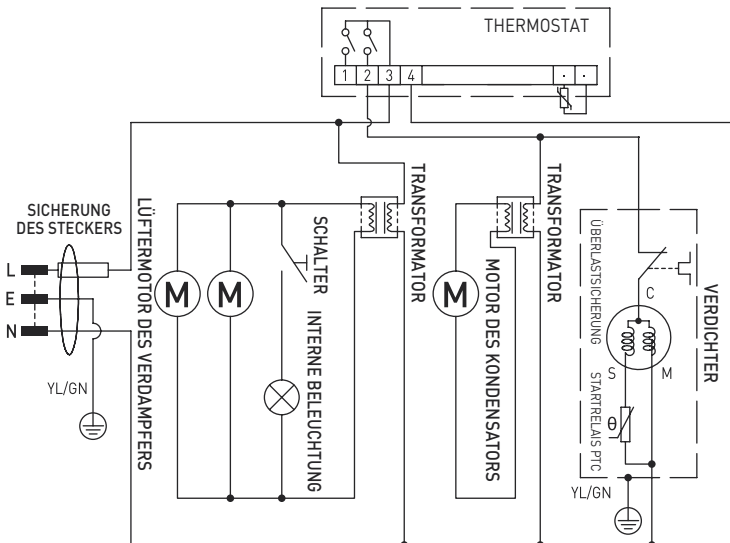 THERMOSTAT
1 2 3 4 · ·
SICHERUNG
DES STECKERS
L
E
N
YL/GN
LÜFTERMOTOR DES VERDAMPFERS
M
M
SCHALTER
INTERNE BELEUCHTUNG
TRANSFORMATOR
M
MOTOR DES KONDENSATORS
TRANSFORMATOR
ÜBERLASTSICHERUNG
C
S
M
STARTRELAIS PTC
θ
VERDICHTER
YL/GN